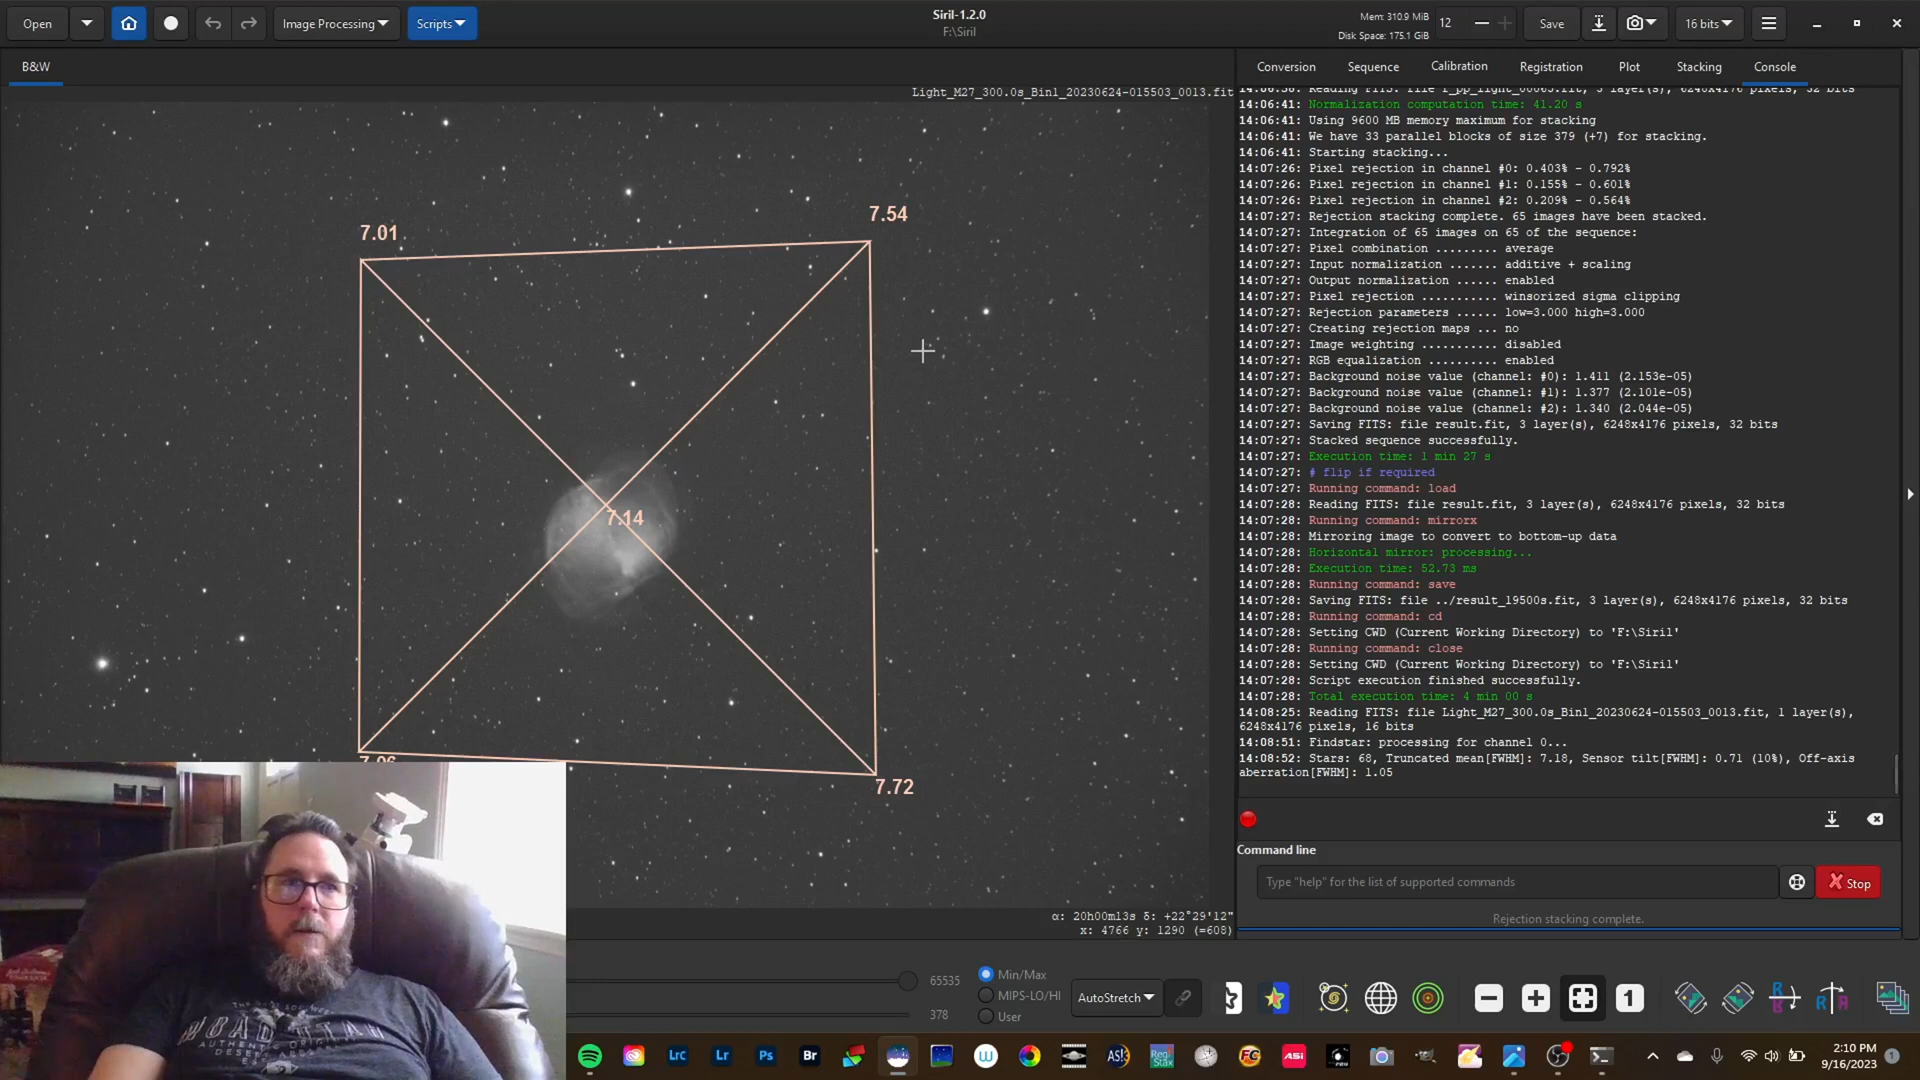 Open
Image Processing
Scripts
Siril-1.2.0
F:\Siril
Mem: 310.9 MiB
Disk Space: 175.1 GiB
12
Save
16 bits
B&W
Light_M27_300.0s_Bin1_20230624-015503_0013.fit
7.01
7.54
7.14
7.72
α: 20h00m13s δ: +22°29'12"
x: 4766 y: 1290 (=608)
Conversion
Sequence
Calibration
Registration
Plot
Stacking
Console
14:06:41: Normalization computation time: 41.20 s
14:06:41: Using 9600 MB memory maximum for stacking
14:06:41: We have 33 parallel blocks of size 379 (+7) for stacking.
14:06:41: Starting stacking...
14:07:26: Pixel rejection in channel #0: 0.403% - 0.792%
14:07:26: Pixel rejection in channel #1: 0.155% - 0.601%
14:07:26: Pixel rejection in channel #2: 0.209% - 0.564%
14:07:27: Rejection stacking complete. 65 images have been stacked.
14:07:27: Integration of 65 images on 65 of the sequence:
14:07:27: Pixel combination ......... average
14:07:27: Input normalization ....... additive + scaling
14:07:27: Output normalization ...... enabled
14:07:27: Pixel rejection ........... winsorized sigma clipping
14:07:27: Rejection parameters ...... low=3.000 high=3.000
14:07:27: Creating rejection maps ... no
14:07:27: Image weighting ........... disabled
14:07:27: RGB equalization .......... enabled
14:07:27: Background noise value (channel: #0): 1.411 (2.153e-05)
14:07:27: Background noise value (channel: #1): 1.377 (2.101e-05)
14:07:27: Background noise value (channel: #2): 1.340 (2.044e-05)
14:07:27: Saving FITS: file result.fit, 3 layer(s), 6248x4176 pixels, 32 bits
14:07:27: Stacked sequence successfully.
14:07:27: Execution time: 1 min 27 s
14:07:27: # flip if required
14:07:27: Running command: load
14:07:28: Reading FITS: file result.fit, 3 layer(s), 6248x4176 pixels, 32 bits
14:07:28: Running command: mirrorx
14:07:28: Mirroring image to convert to bottom-up data
14:07:28: Horizontal mirror: processing...
14:07:28: Execution time: 52.73 ms
14:07:28: Running command: save
14:07:28: Saving FITS: file ../result_19500s.fit, 3 layer(s), 6248x4176 pixels, 32 bits
14:07:28: Running command: cd
14:07:28: Setting CWD (Current Working Directory) to 'F:\Siril'
14:07:28: Running command: close
14:07:28: Setting CWD (Current Working Directory) to 'F:\Siril'
14:07:28: Script execution finished successfully.
14:07:28: Total execution time: 4 min 00 s
14:08:25: Reading FITS: file Light_M27_300.0s_Bin1_20230624-015503_0013.fit, 1 layer(s),
6248x4176 pixels, 16 bits
14:08:51: Findstar: processing for channel 0...
14:08:52: Stars: 68, Truncated mean[FWHM]: 7.18, Sensor tilt[FWHM]: 0.71 (10%), Off-axis
aberration[FWHM]: 1.05
Command line
Type "help" for the list of supported commands
Stop
Rejection stacking complete.
65535
378
Min/Max
MIPS-LO/HI
User
AutoStretch
1
AUTHENTIC ORIGINAL
Lrc
Lr
Ps
Br
AS!
Reg
Stax
FC
ASI
2:10 PM
9/16/2023